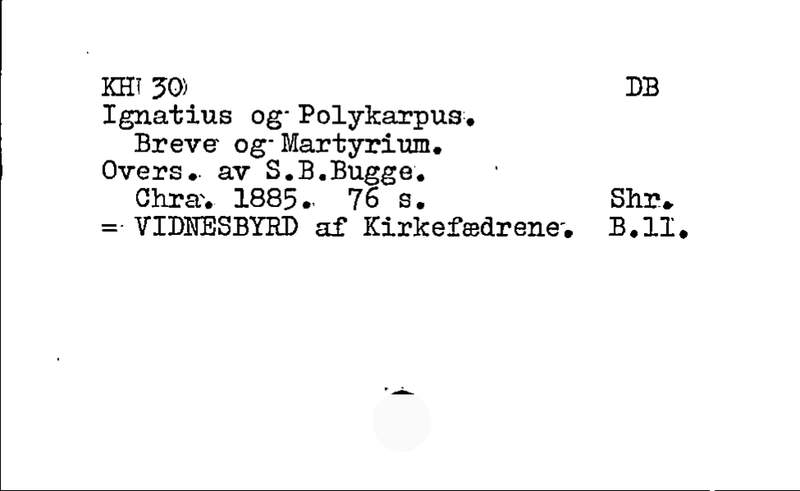 KH 30 DB
Ignatius og Polykarpus.
Breve og Martyrium.
Overs. av S.B.Bugge.
Chra. 1885. 76 s. Shr.
= VIDNESBYRD af Kirkefædrene. B.11.